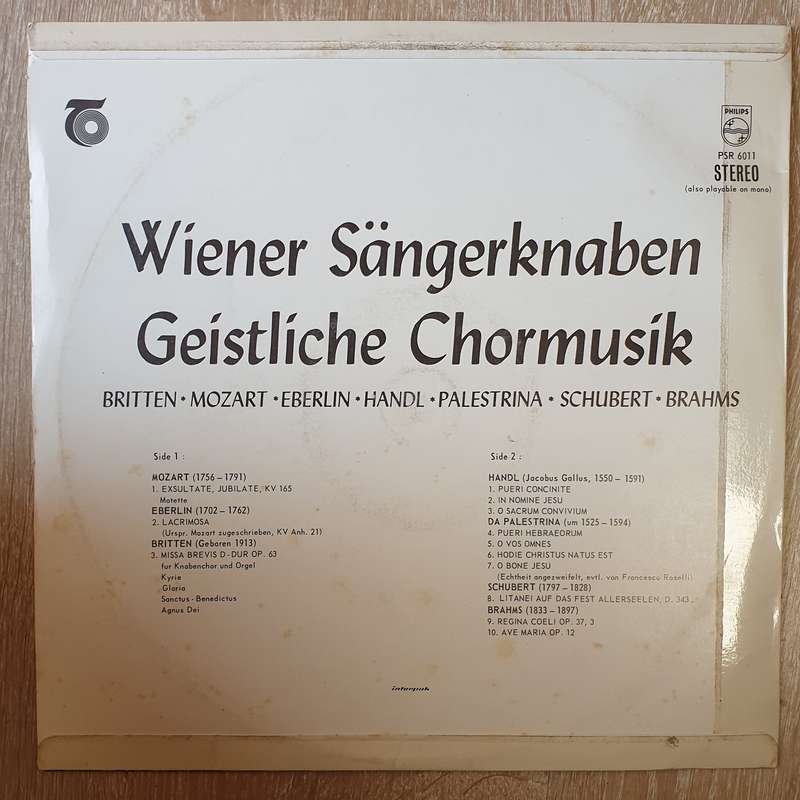 PHILIPS
PSR 6011
STEREO
(also playable on mono)
Wiener Sängerknaben
Geistliche Chormusik
BRITTEN • MOZART • EBERLIN • HANDL • PALESTRINA • SCHUBERT • BRAHMS
Side 1 :
MOZART (1756 – 1791)
1. EXSULTATE, JUBILATE, KV 165
Motette
EBERLIN (1702 – 1762)
2. LACRIMOSA
(Urspr. Mozart zugeschrieben, KV Anh. 21)
BRITTEN (Geboren 1913)
3. MISSA BREVIS D-DUR OP. 63
fur Knabenchor und Orgel
Kyrie
Gloria
Sanctus - Benedictus
Agnus Dei
Side 2 :
HANDL (Jacobus Gallus, 1550 – 1591)
1. PUERI CONCINITE
2. IN NOMINE JESU
3. O SACRUM CONVIVIUM
DA PALESTRINA (um 1525 – 1594)
4. PUERI HEBRAEORUM
5. O VOS OMNES
6. HODIE CHRISTUS NATUS EST
7. O BONE JESU
(Echtheit angezweifelt, evtl. von Francesco Roselli)
SCHUBERT (1797 – 1828)
8. LITANEI AUF DAS FEST ALLERSEELEN, D. 343
BRAHMS (1833 – 1897)
9. REGINA COELI OP. 37, 3
10. AVE MARIA OP. 12
interpak